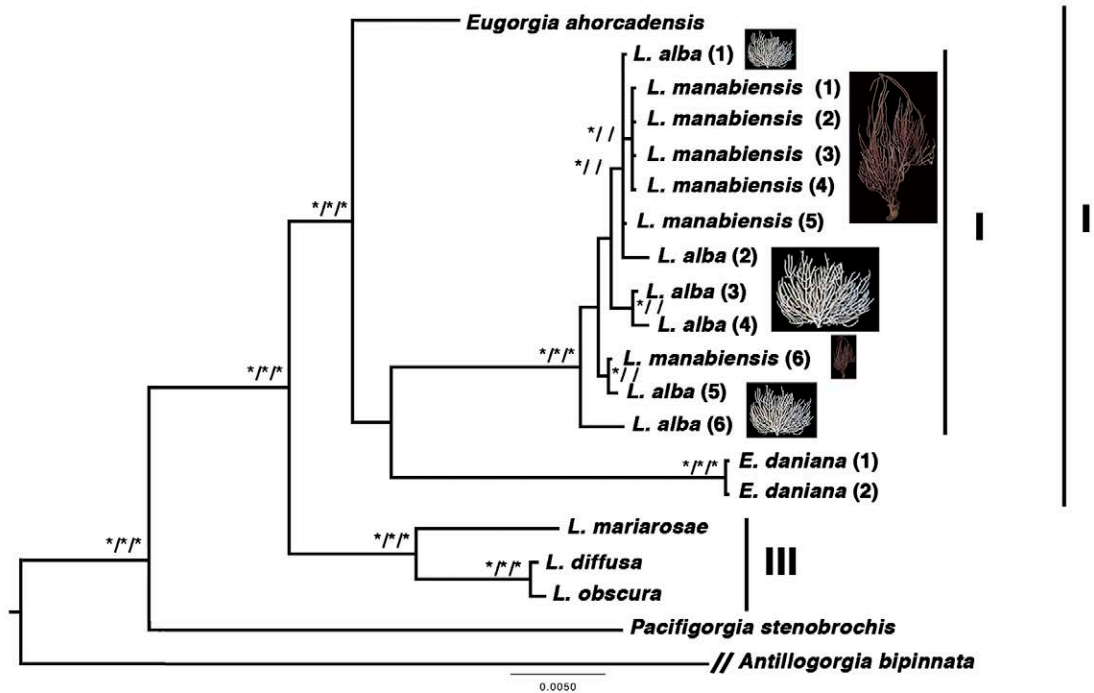 Eugorgia ahorcadensis
L. alba (1)
L. manabiensis (1)
L. manabiensis (2)
*/ /
L. manabiensis (3)
*/ /
L. manabiensis (4)
*/*/*
L. manabiensis (5)
I
I
L. alba (2)
L. alba (3)
*/ /
L. alba (4)
*/*/*
L. manabiensis (6)
*/*/*
*/ /
L. alba (5)
L. alba (6)
E. daniana (1)
*/*/*
E. daniana (2)
L. mariarosae
*/*/*
*/*/*
L. diffusa
III
*/*/*
L. obscura
Pacifigorgia stenobrochis
// Antillogorgia bipinnata
0.0050